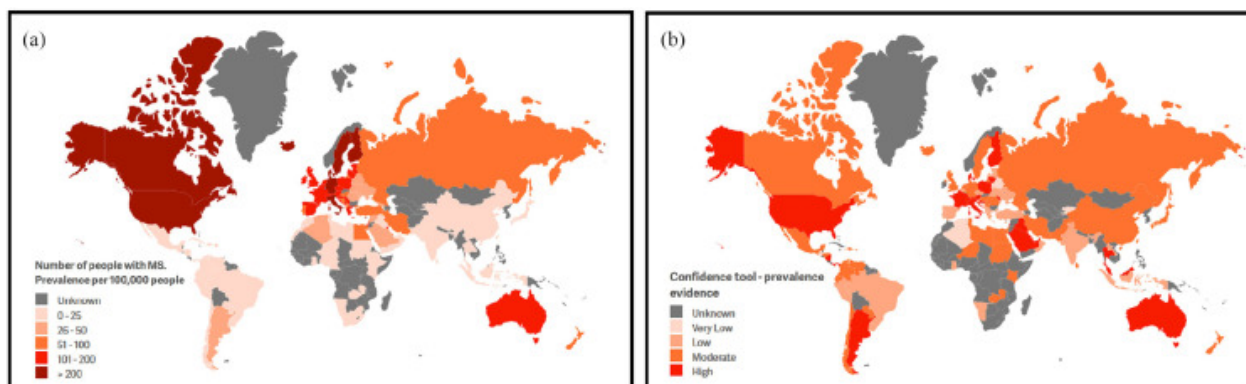 (a)
Number of people with MS.
Prevalence per 100,000 people
Unknown
0 - 25
26 - 50
51 - 100
101 - 200
> 200
(b)
Confidence tool - prevalence
evidence
Unknown
Very Low
Low
Moderate
High